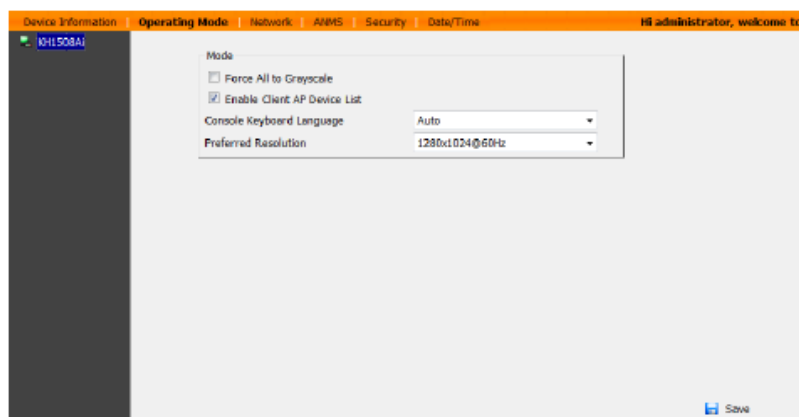 Device Information | Operating Mode | Network | ANMS | Security | Date/Time Hi administrator, welcome to
KH1508Ai
Mode
Force All to Grayscale
Enable Client AP Device List
Console Keyboard Language Auto
Preferred Resolution 1280x1024@60Hz
Save